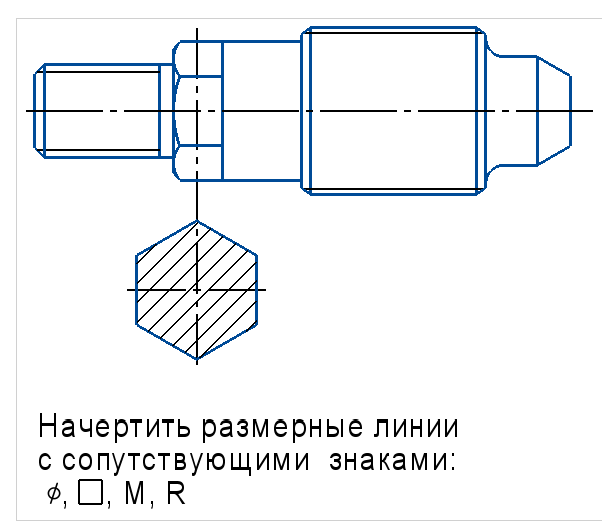 Начертить размерные линии
с сопутствующими знаками:
⌀, □, М, R